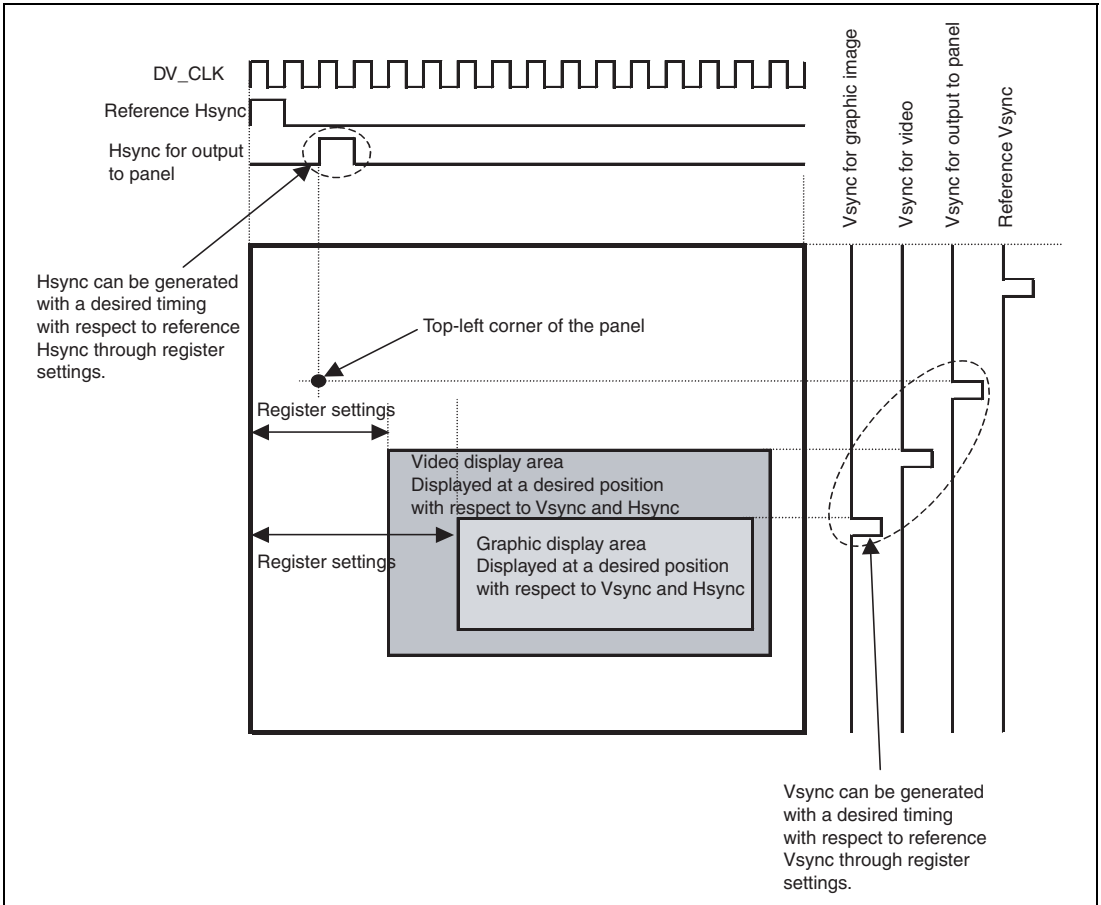 DV_CLK
Reference Hsync
Hsync for output
to panel
Vsync for graphic image
Vsync for video
Vsync for output to panel
Reference Vsync
Hsync can be generated
with a desired timing
with respect to reference
Hsync through register
settings.
Top-left corner of the panel
Register settings
Video display area
Displayed at a desired position
with respect to Vsync and Hsync
Register settings
Graphic display area
Displayed at a desired position
with respect to Vsync and Hsync
Vsync can be generated
with a desired timing
with respect to reference
Vsync through register
settings.